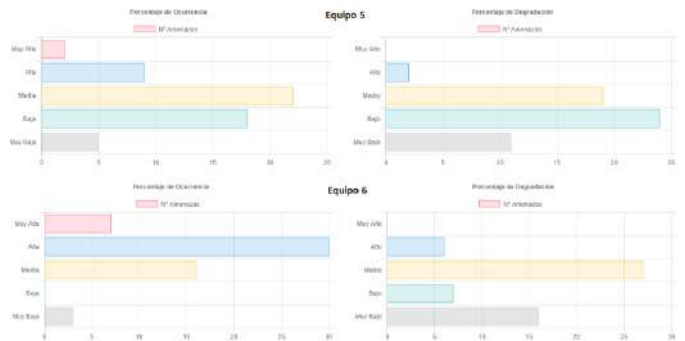 Equipo 5
Porcentaje de Ocurrencia
Nº Amenazas
Muy Alto
Alto
Medio
Bajo
Muy Bajo
0 5 10 15 20 25
Porcentaje de Degradación
Nº Amenazas
Muy Alto
Alto
Medio
Bajo
Muy Bajo
0 5 10 15 20 25
Equipo 6
Porcentaje de Ocurrencia
Nº Amenazas
Muy Alto
Alto
Medio
Bajo
Muy Bajo
0 5 10 15 20 25 30
Porcentaje de Degradación
Nº Amenazas
Muy Alto
Alto
Medio
Bajo
Muy Bajo
0 5 10 15 20 25 30